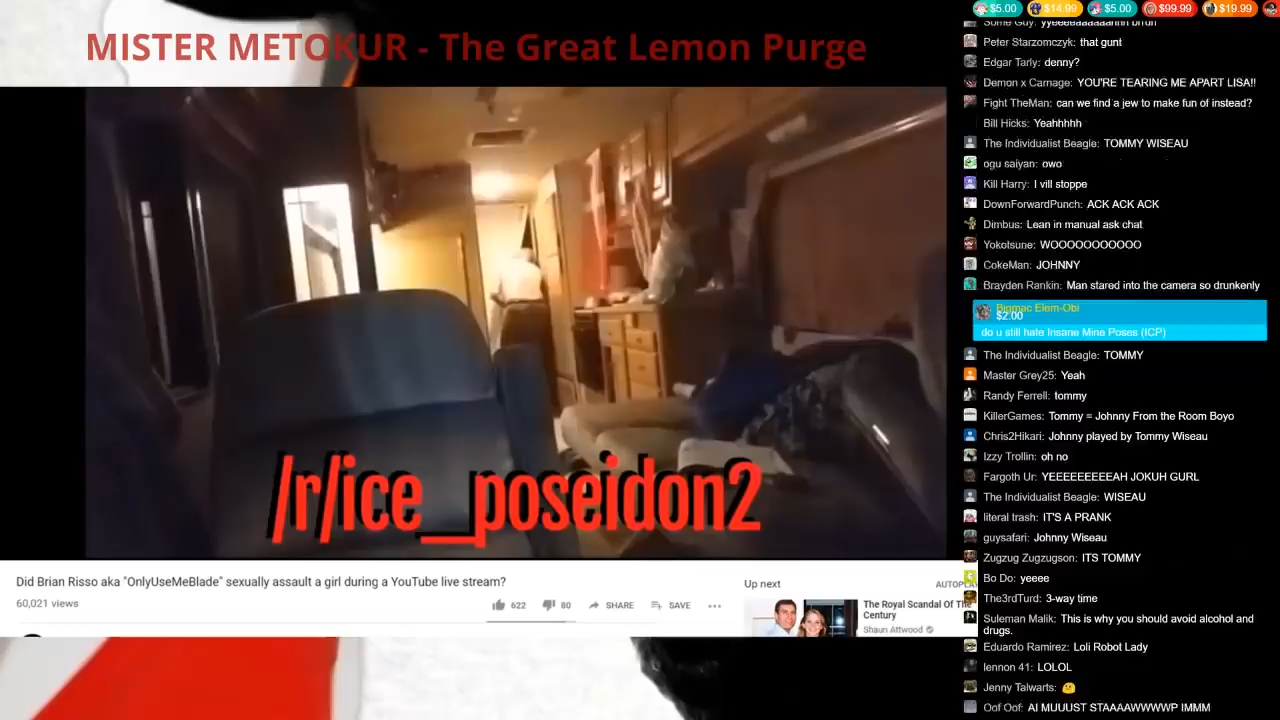 MISTER METOKUR - The Great Lemon Purge
$5.00 $14.99 $5.00 $99.99 $19.99
Some Guy: yyeeeeaaaaaahhh brruh
Peter Starzomczyk: that gunt
Edgar Tarly: denny?
Demon x Carnage: YOU'RE TEARING ME APART LISA!!
Fight TheMan: can we find a jew to make fun of instead?
Bill Hicks: Yeahhhhh
The Individualist Beagle: TOMMY WISEAU
ogu saiyan: owo
Kill Harry: I vill stoppe
DownForwardPunch: ACK ACK ACK
Dimbus: Lean in manual ask chat
Yokotsune: WOOOOOOOOOOO
CokeMan: JOHNNY
Brayden Rankin: Man stared into the camera so drunkenly
Bigmac Elem-Obi
$2.00
do u still hate Insane Mine Poses (ICP)
The Individualist Beagle: TOMMY
Master Grey25: Yeah
Randy Ferrell: tommy
KillerGames: Tommy = Johnny From the Room Boyo
Chris2Hikari: Johnny played by Tommy Wiseau
Izzy Trollin: oh no
Fargoth Ur: YEEEEEEEEEAH JOKUH GURL
The Individualist Beagle: WISEAU
literal trash: IT'S A PRANK
guysafari: Johnny Wiseau
Zugzug Zugzugson: ITS TOMMY
Bo Do: yeeee
The3rdTurd: 3-way time
Suleman Malik: This is why you should avoid alcohol and
drugs.
Eduardo Ramirez: Loli Robot Lady
lennon 41: LOLOL
Jenny Talwarts: 🤔
Oof Oof: AI MUUUST STAAAAWWWWP IMMM
/r/ice_poseidon2
Did Brian Risso aka "OnlyUseMeBlade" sexually assault a girl during a YouTube live stream?
60,021 views
622 80 SHARE SAVE
Up next
The Royal Scandal Of The
Century
Shaun Attwood